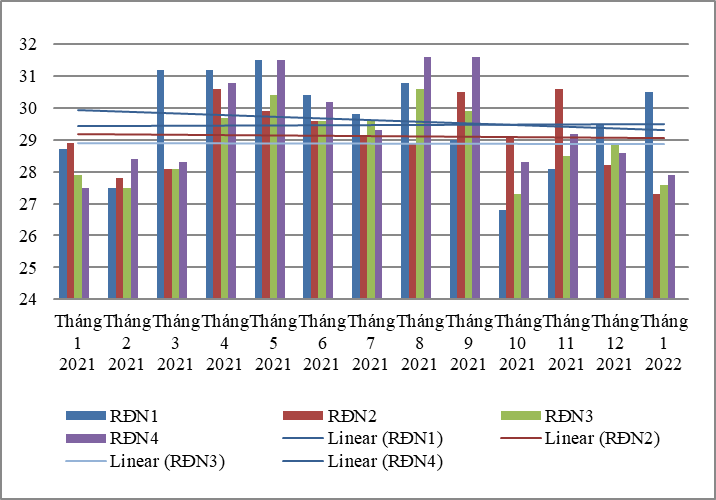 32
31
30
29
28
27
26
25
24
Tháng Tháng Tháng Tháng Tháng Tháng Tháng Tháng Tháng Tháng Tháng Tháng Tháng
1 2 3 4 5 6 7 8 9 10 11 12 1
2021 2021 2021 2021 2021 2021 2021 2021 2021 2021 2021 2021 2022
RĐN1 RĐN2 RĐN3
RĐN4 Linear (RĐN1) Linear (RĐN2)
Linear (RĐN3) Linear (RĐN4)